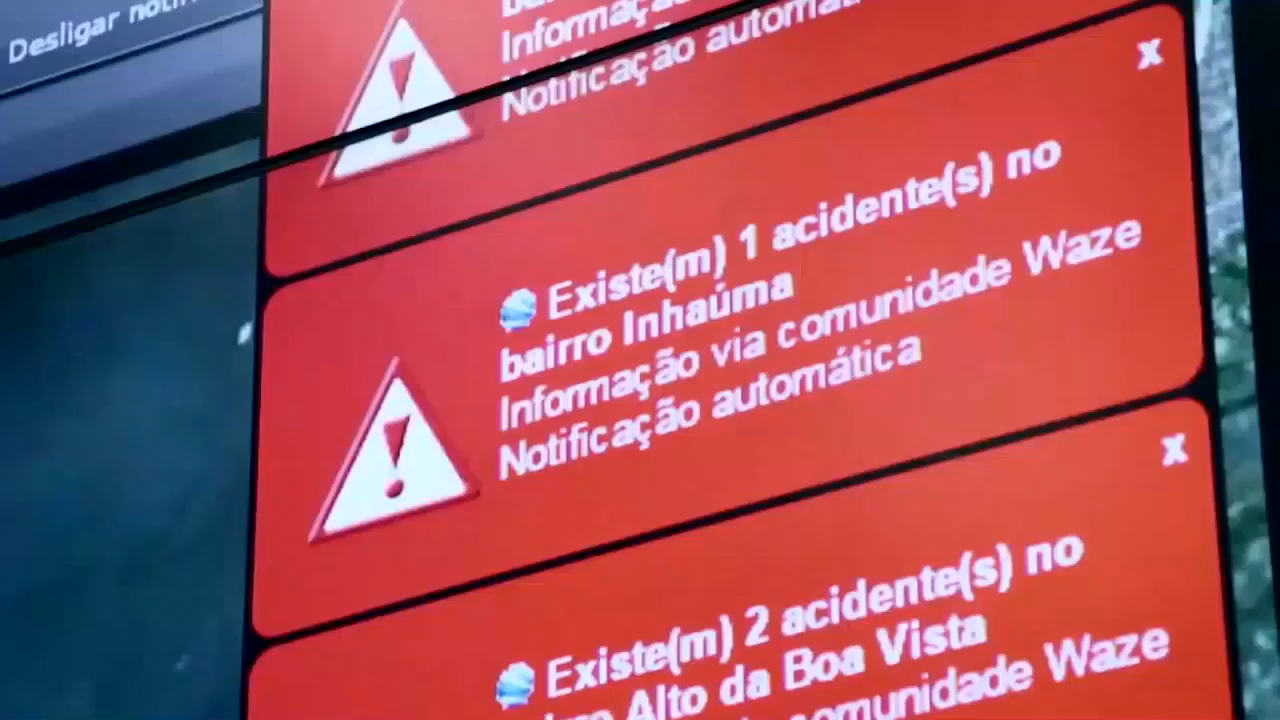 Desligar
Informação
Notificação
x
Existe(m) 1 acidente(s) no
bairro Inhaúma
Informação via comunidade Waze
Notificação automática
x
Existe(m) 2 acidente(s) no
Alto da Boa Vista
comunidade Waze